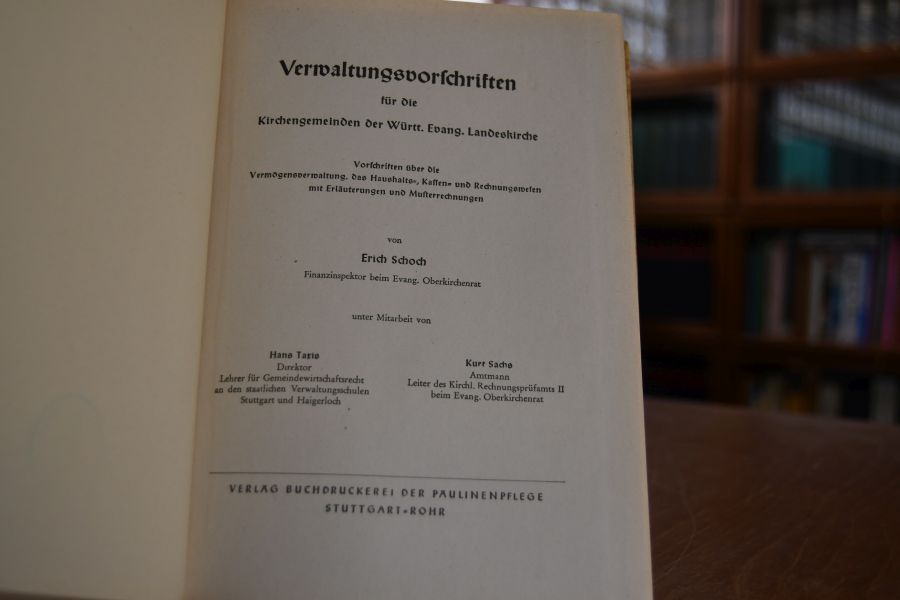 Verwaltungsvorschriften
für die
Kirchengemeinden der Württ. Evang. Landeskirche
Vorschriften über die
Vermögensverwaltung, das Haushalts-, Kassen- und Rechnungswesen
mit Erläuterungen und Musterrechnungen
von
Erich Schoch
Finanzinspektor beim Evang. Oberkirchenrat
unter Mitarbeit von
Hans Taxis
Direktor
Lehrer für Gemeindewirtschaftsrecht
an den staatlichen Verwaltungsschulen
Stuttgart und Haigerloch
Kurt Sachs
Amtmann
Leiter des Kirchl. Rechnungsprüfamts II
beim Evang. Oberkirchenrat
VERLAG BUCHDRUCKEREI DER PAULINENPFLEGE
STUTTGART-ROHR